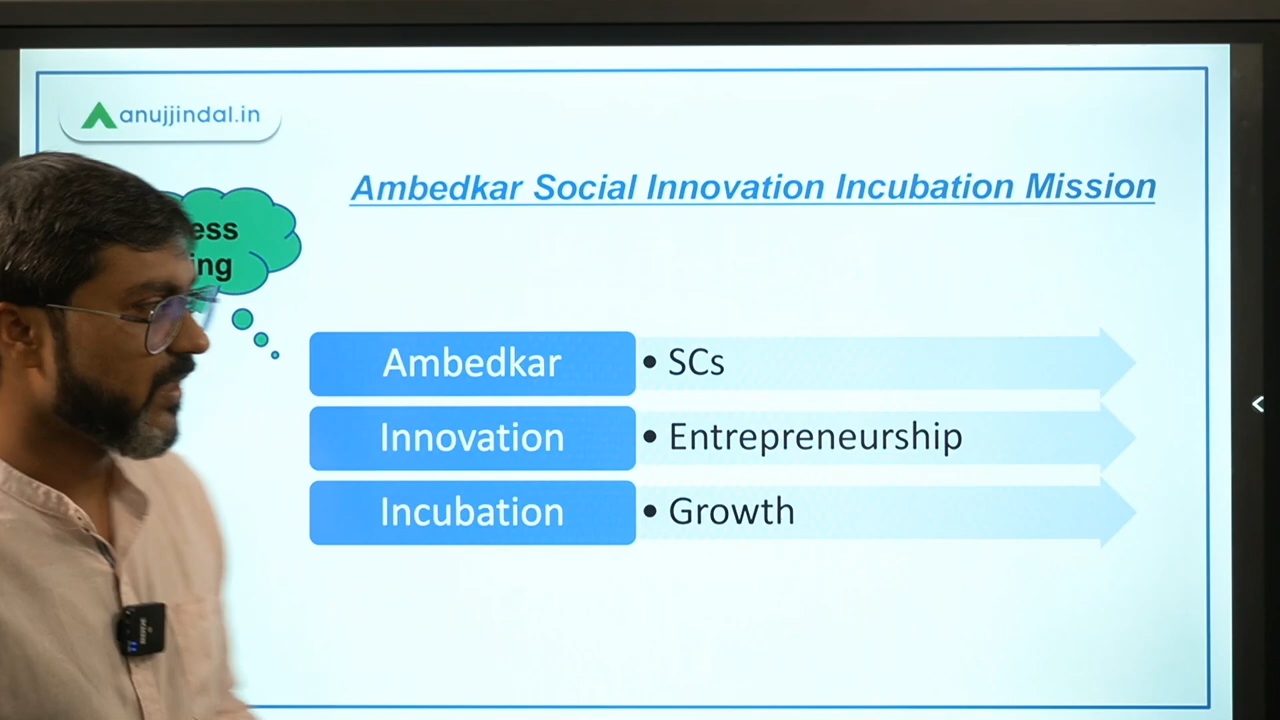 anujjindal.in
Ambedkar Social Innovation Incubation Mission
Ambedkar • SCs
Innovation • Entrepreneurship
Incubation • Growth